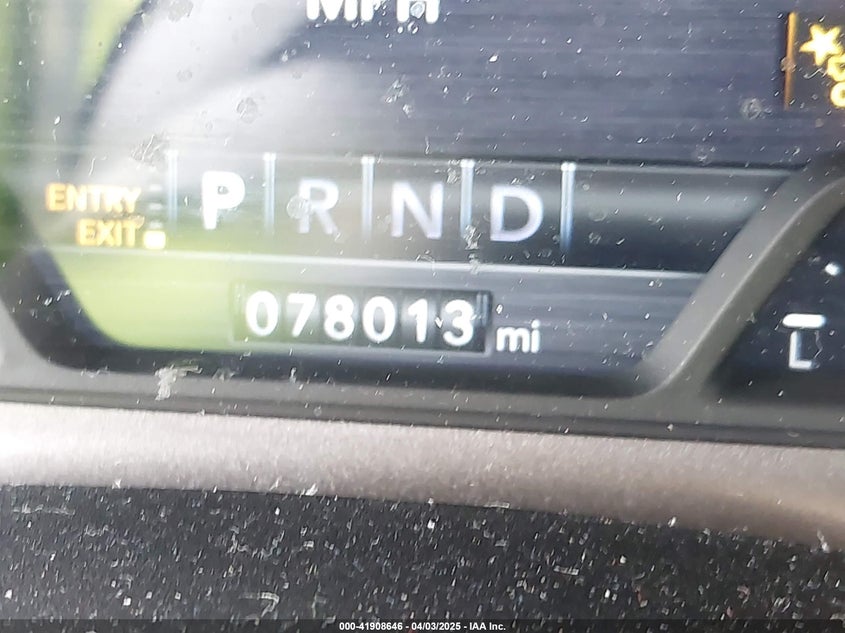 MPH
ENTRY
EXIT
P R N D
078013 mi
000-41908646 - 04/03/2025 - IAA Inc.